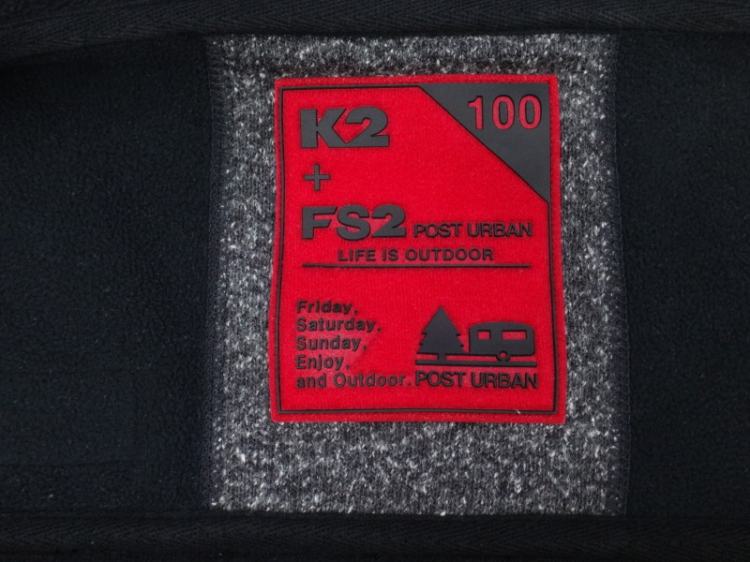 K2
100
+
FS2 POST URBAN
LIFE IS OUTDOOR
Friday,
Saturday,
Sunday,
Enjoy,
and Outdoor.
POST URBAN